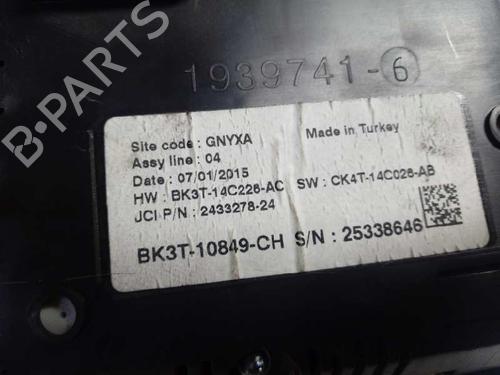 1939741-6
Site code : GNYXA
Made in Turkey
Assy line : 04
Date : 07/01/2015
HW : BK3T-14C226-AC SW : CK4T-14C026-AB
JCI P/N : 2433278-24
BK3T-10849-CH S/N : 25338646
B PARTS